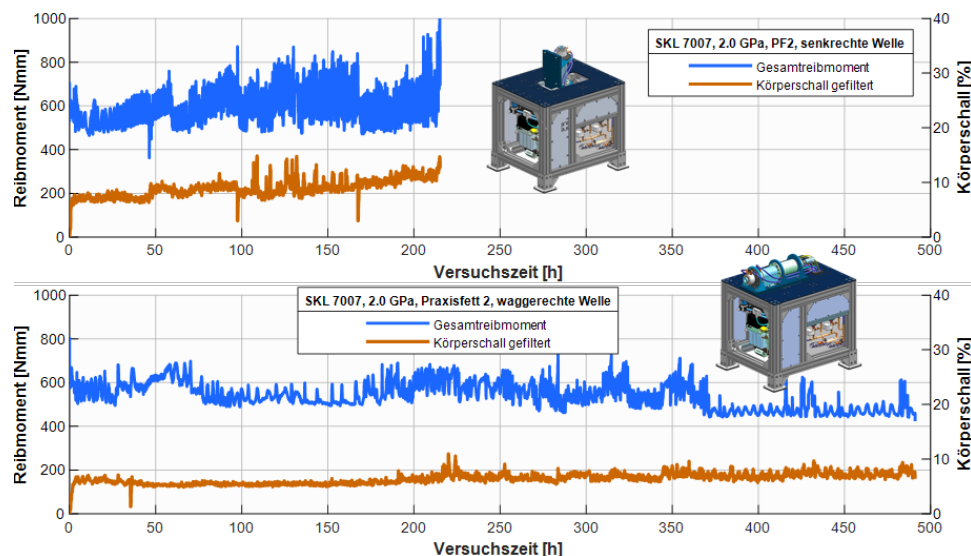 SKL 7007, 2.0 GPa, PF2, senkrechte Welle
Gesamtreibmoment
Körperschall gefiltert
Reibmoment [Nmm]
1000
800
600
400
200
0
Körperschall [%]
40
30
20
10
0
0 50 100 150 200 250 300 350 400 450 500
Versuchszeit [h]
SKL 7007, 2.0 GPa, Praxisfett 2, waggerechte Welle
Gesamtreibmoment
Körperschall gefiltert
Reibmoment [Nmm]
1000
800
600
400
200
0
Körperschall [%]
40
30
20
10
0
0 50 100 150 200 250 300 350 400 450 500
Versuchszeit [h]